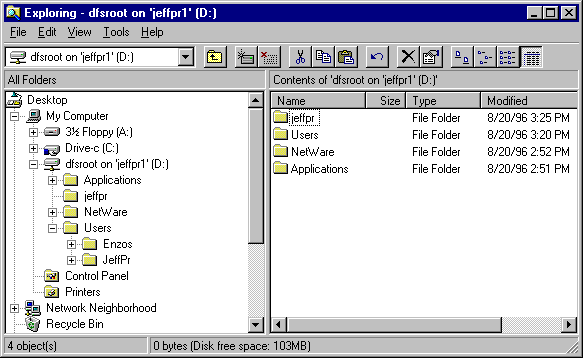 Exploring - dfsroot on 'jeffpr1' (D:)
File Edit View Tools Help
dfsroot on 'jeffpr1' (D:)
All Folders
Contents of 'dfsroot on 'jeffpr1' (D:)'
Desktop
My Computer
3½ Floppy (A:)
Drive-c (C:)
dfsroot on 'jeffpr1' (D:)
Applications
jeffpr
NetWare
Users
Enzos
JeffPr
Control Panel
Printers
Network Neighborhood
Recycle Bin
Name Size Type Modified
jeffpr File Folder 8/20/96 3:25 PM
Users File Folder 8/20/96 3:20 PM
NetWare File Folder 8/20/96 2:52 PM
Applications File Folder 8/20/96 2:51 PM
4 object(s) 0 bytes (Disk free space: 103MB)